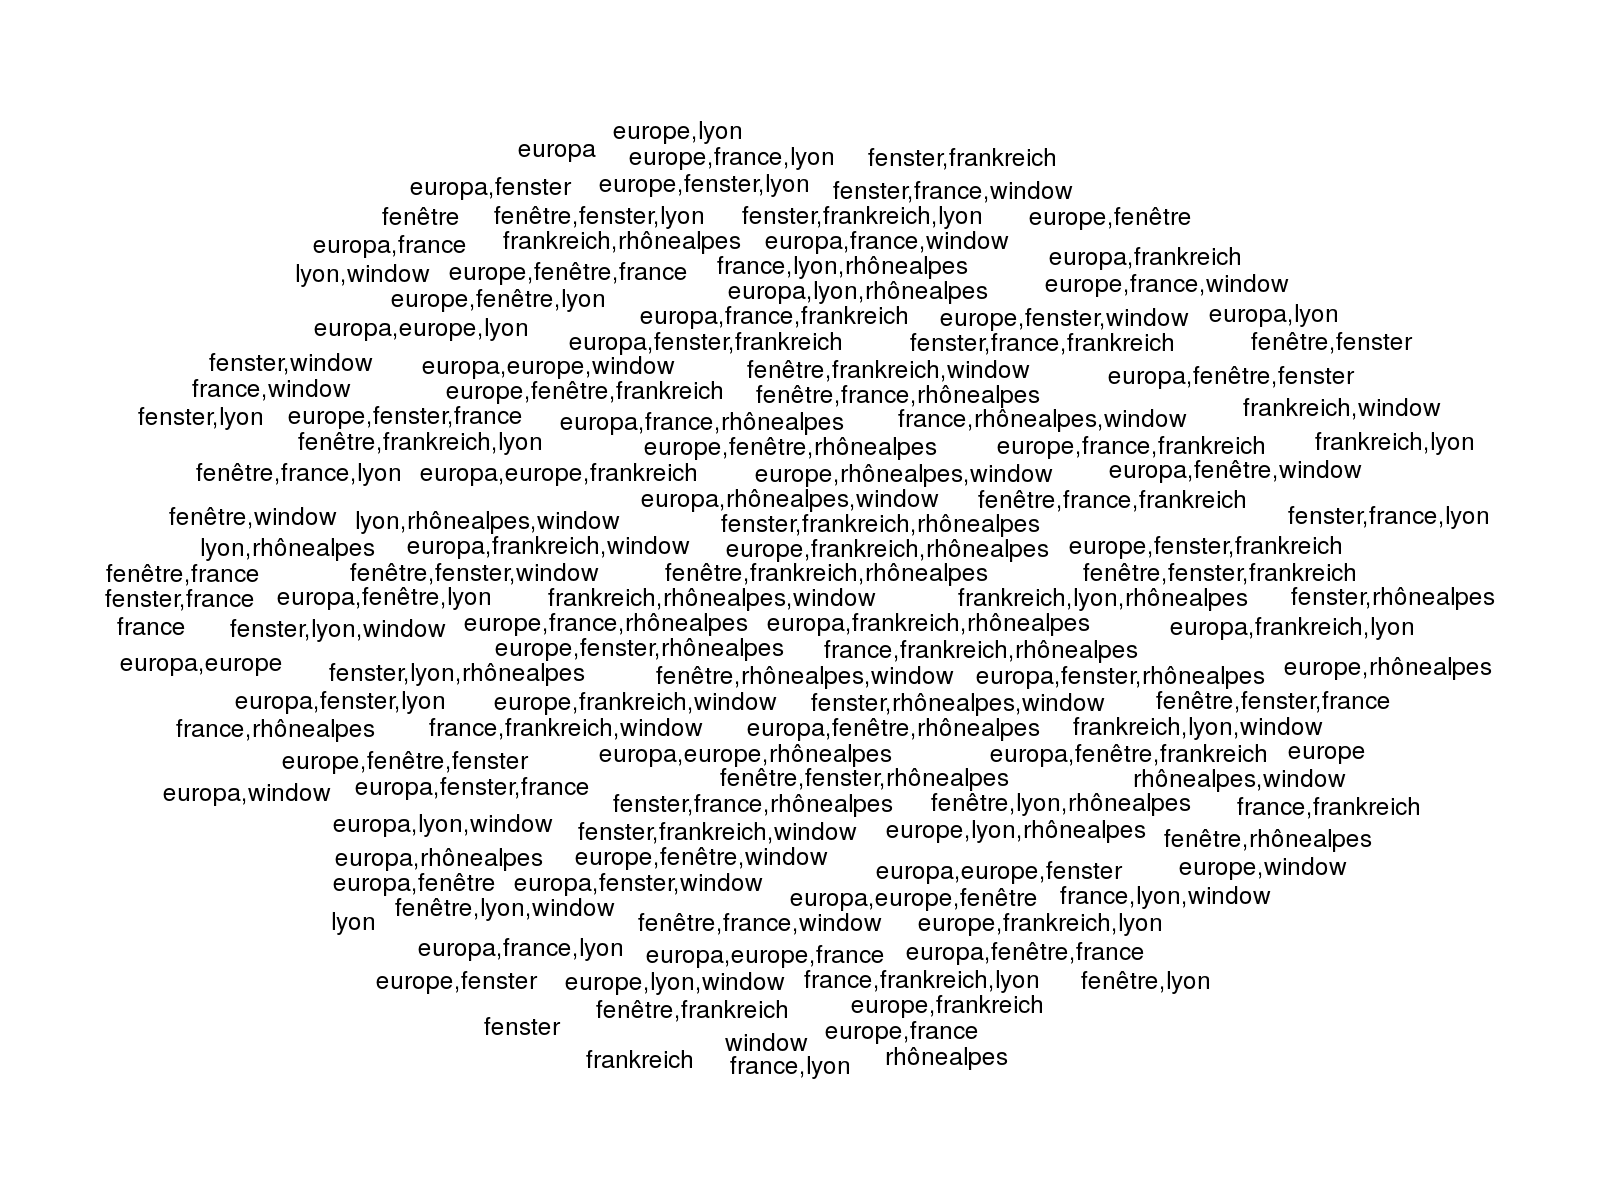 europe,lyon
europa
europe,france,lyon
fenster,frankreich
europa,fenster
europe,fenster,lyon
fenster,france,window
fenêtre
fenêtre,fenster,lyon
fenster,frankreich,lyon
europe,fenêtre
europa,france
frankreich,rhônealpes
europa,france,window
europa,frankreich
lyon,window
europe,fenêtre,france
france,lyon,rhônealpes
europe,france,window
europe,fenêtre,lyon
europa,lyon,rhônealpes
europa,europe,lyon
europa,france,frankreich
europe,fenster,window
europa,lyon
europa,fenster,frankreich
fenster,france,frankreich
fenêtre,fenster
fenster,window
europa,europe,window
fenêtre,frankreich,window
europa,fenêtre,fenster
france,window
europe,fenêtre,frankreich
fenêtre,france,rhônealpes
frankreich,window
fenster,lyon
europe,fenster,france
europa,france,rhônealpes
france,rhônealpes,window
fenêtre,frankreich,lyon
europe,fenêtre,rhônealpes
europe,france,frankreich
frankreich,lyon
fenêtre,france,lyon
europa,europe,frankreich
europe,rhônealpes,window
europa,fenêtre,window
europa,rhônealpes,window
fenêtre,france,frankreich
fenêtre,window
lyon,rhônealpes,window
fenster,frankreich,rhônealpes
fenster,france,lyon
lyon,rhônealpes
europa,frankreich,window
europe,frankreich,rhônealpes
europe,fenster,frankreich
fenêtre,france
fenêtre,fenster,window
fenêtre,frankreich,rhônealpes
fenêtre,fenster,frankreich
fenster,france
europa,fenêtre,lyon
frankreich,rhônealpes,window
frankreich,lyon,rhônealpes
fenster,rhônealpes
france
fenster,lyon,window
europe,france,rhônealpes
europa,frankreich,rhônealpes
europa,frankreich,lyon
europe,fenster,rhônealpes
france,frankreich,rhônealpes
europa,europe
fenster,lyon,rhônealpes
fenêtre,rhônealpes,window
europa,fenster,rhônealpes
europe,rhônealpes
europa,fenster,lyon
europe,frankreich,window
fenster,rhônealpes,window
fenêtre,fenster,france
france,rhônealpes
france,frankreich,window
europa,fenêtre,rhônealpes
frankreich,lyon,window
europe,fenêtre,fenster
europa,europe,rhônealpes
europa,fenêtre,frankreich
europe
europa,window
europa,fenster,france
fenêtre,fenster,rhônealpes
rhônealpes,window
fenster,france,rhônealpes
fenêtre,lyon,rhônealpes
france,frankreich
europa,lyon,window
fenster,frankreich,window
europe,lyon,rhônealpes
fenêtre,rhônealpes
europa,rhônealpes
europe,fenêtre,window
europa,europe,fenster
europe,window
europa,fenêtre
europa,fenster,window
europa,europe,fenêtre
france,lyon,window
lyon
fenêtre,lyon,window
fenêtre,france,window
europe,frankreich,lyon
europa,france,lyon
europa,europe,france
europa,fenêtre,france
europe,fenster
europe,lyon,window
france,frankreich,lyon
fenêtre,lyon
fenêtre,frankreich
europe,frankreich
fenster
window
europe,france
frankreich
france,lyon
rhônealpes